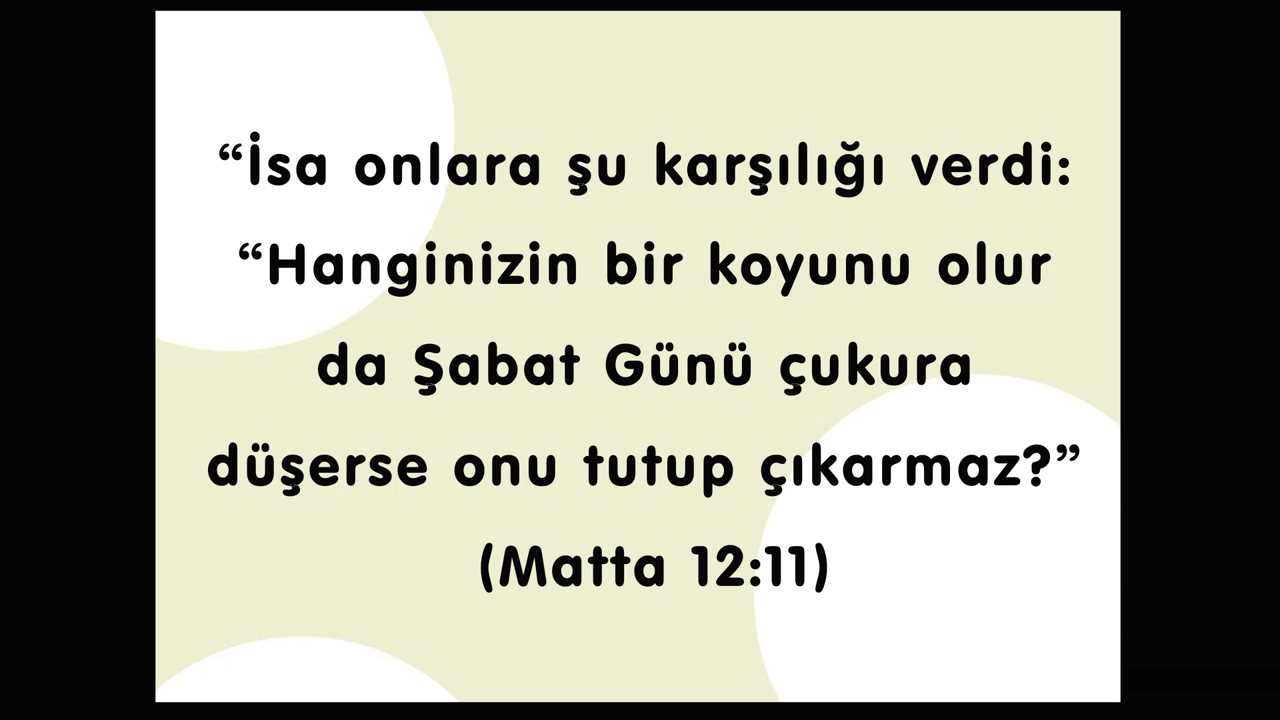 “İsa onlara şu karşılığı verdi:
“Hanginizin bir koyunu olur
da Şabat Günü çukura
düşerse onu tutup çıkarmaz?”
(Matta 12:11)